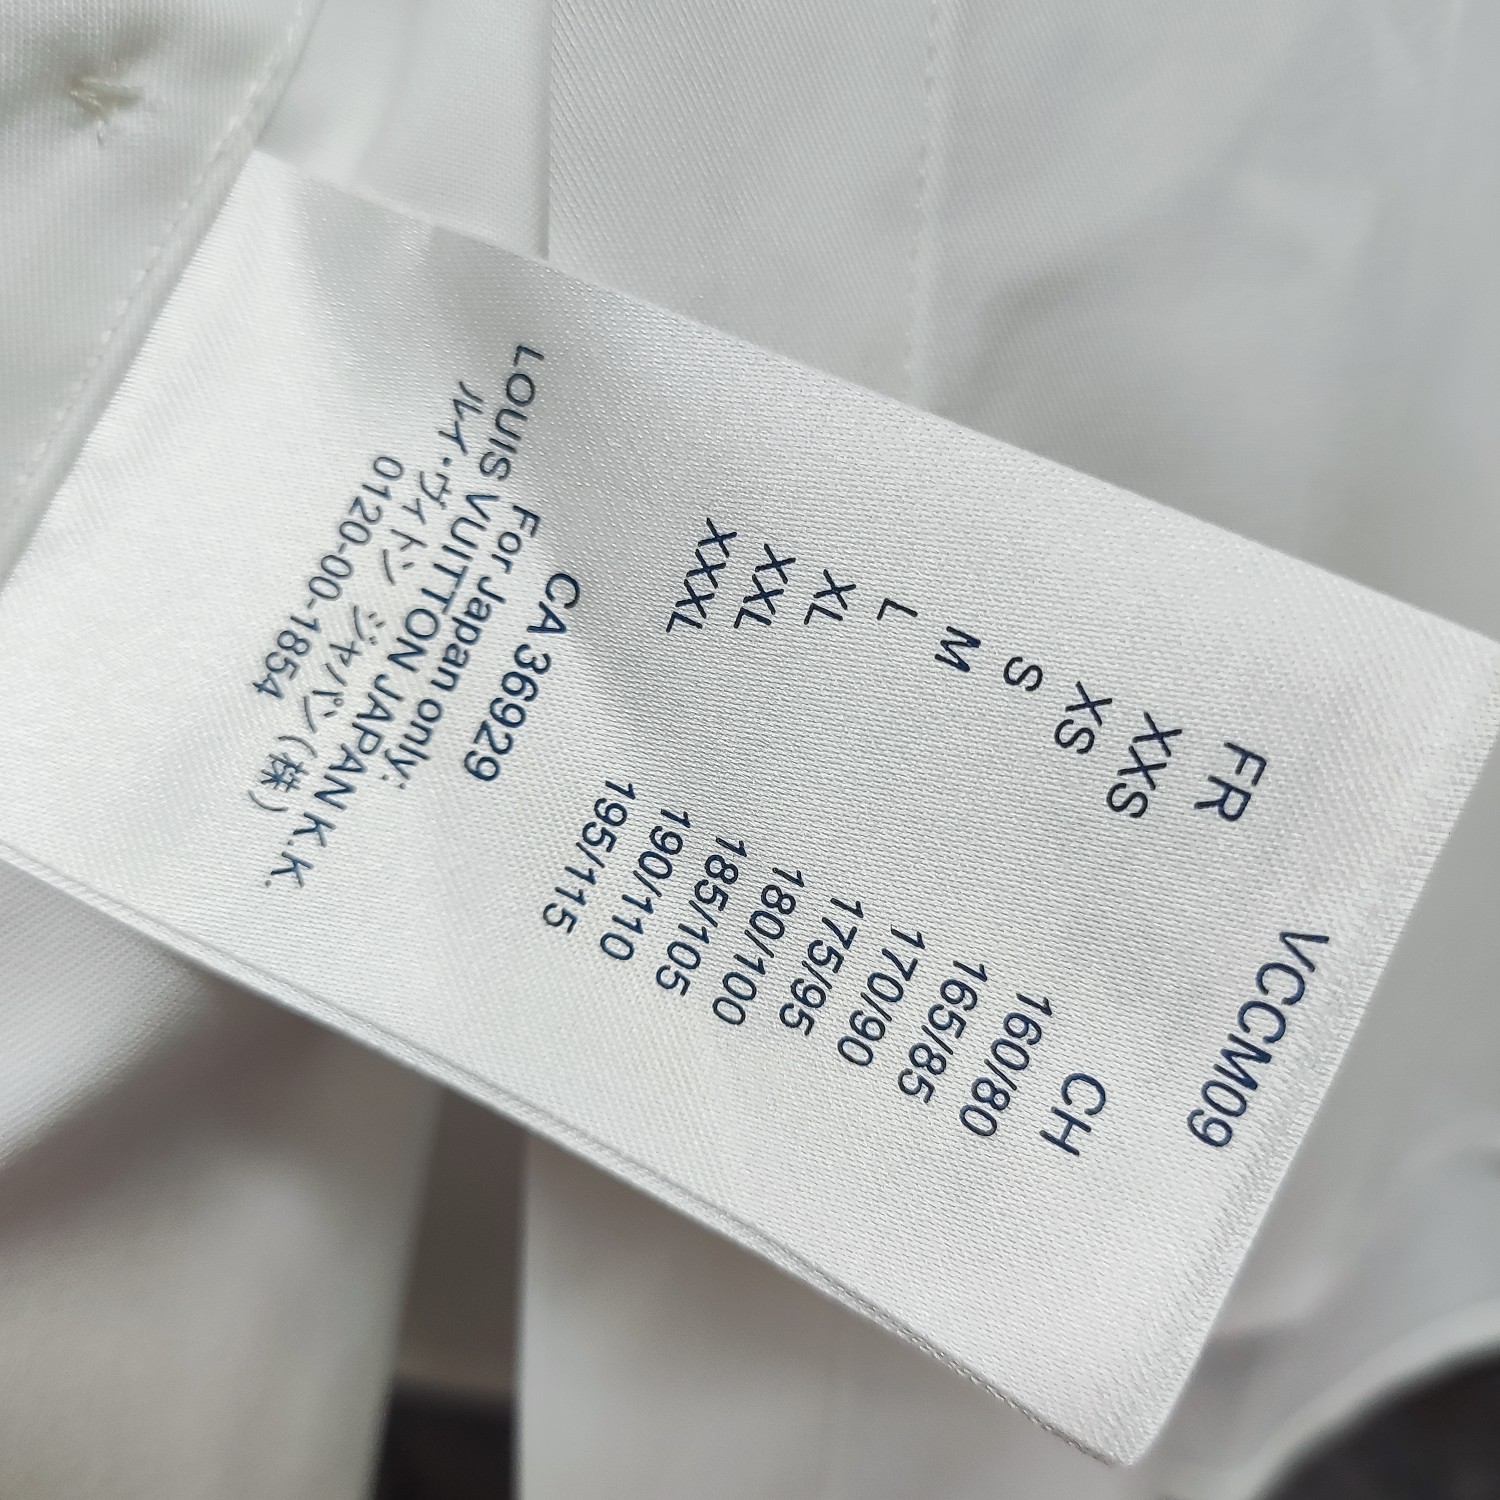 VCCM09
FR CH
XXS 160/80
XS 165/85
S 170/90
M 175/95
L 180/100
XL 185/105
XXL 190/110
XXXL 195/115
CA 36929
For Japan only:
LOUIS VUITTON JAPAN K.K.
ルイ・ヴィトン ジャパン(株)
0120-00-1854